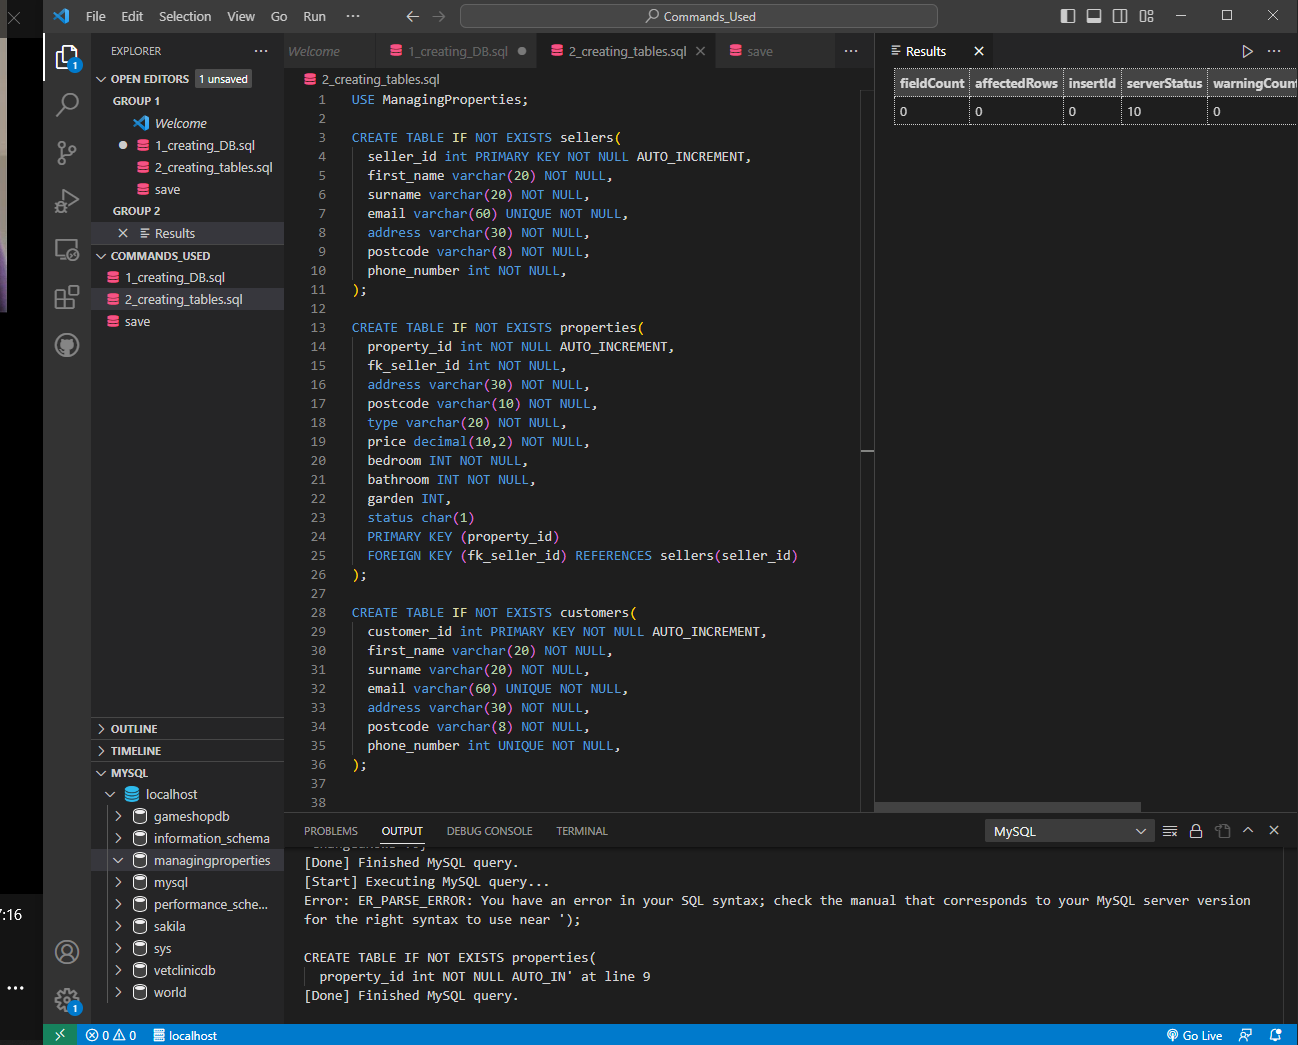 File Edit Selection View Go Run ··· Commands_Used
EXPLORER ···
OPEN EDITORS 1 unsaved
GROUP 1
Welcome
1_creating_DB.sql
2_creating_tables.sql
save
GROUP 2
Results
COMMANDS_USED
1_creating_DB.sql
2_creating_tables.sql
save
OUTLINE
TIMELINE
MYSQL
localhost
gameshopdb
information_schema
managingproperties
mysql
performance_sche...
sakila
sys
vetclinicdb
world
Welcome 1_creating_DB.sql 2_creating_tables.sql save ···
2_creating_tables.sql
1 USE ManagingProperties;
2
3 CREATE TABLE IF NOT EXISTS sellers(
4 seller_id int PRIMARY KEY NOT NULL AUTO_INCREMENT,
5 first_name varchar(20) NOT NULL,
6 surname varchar(20) NOT NULL,
7 email varchar(60) UNIQUE NOT NULL,
8 address varchar(30) NOT NULL,
9 postcode varchar(8) NOT NULL,
10 phone_number int NOT NULL,
11 );
12
13 CREATE TABLE IF NOT EXISTS properties(
14 property_id int NOT NULL AUTO_INCREMENT,
15 fk_seller_id int NOT NULL,
16 address varchar(30) NOT NULL,
17 postcode varchar(10) NOT NULL,
18 type varchar(20) NOT NULL,
19 price decimal(10,2) NOT NULL,
20 bedroom INT NOT NULL,
21 bathroom INT NOT NULL,
22 garden INT,
23 status char(1)
24 PRIMARY KEY (property_id)
25 FOREIGN KEY (fk_seller_id) REFERENCES sellers(seller_id)
26 );
27
28 CREATE TABLE IF NOT EXISTS customers(
29 customer_id int PRIMARY KEY NOT NULL AUTO_INCREMENT,
30 first_name varchar(20) NOT NULL,
31 surname varchar(20) NOT NULL,
32 email varchar(60) UNIQUE NOT NULL,
33 address varchar(30) NOT NULL,
34 postcode varchar(8) NOT NULL,
35 phone_number int UNIQUE NOT NULL,
36 );
37
38
Results ···
fieldCount affectedRows insertId serverStatus warningCount
0 0 0 10 0
PROBLEMS OUTPUT DEBUG CONSOLE TERMINAL MySQL
[Done] Finished MySQL query.
[Start] Executing MySQL query...
Error: ER_PARSE_ERROR: You have an error in your SQL syntax; check the manual that corresponds to your MySQL server version
for the right syntax to use near ');
CREATE TABLE IF NOT EXISTS properties(
property_id int NOT NULL AUTO_IN' at line 9
[Done] Finished MySQL query.
1
1
:16
0 0 localhost Go Live